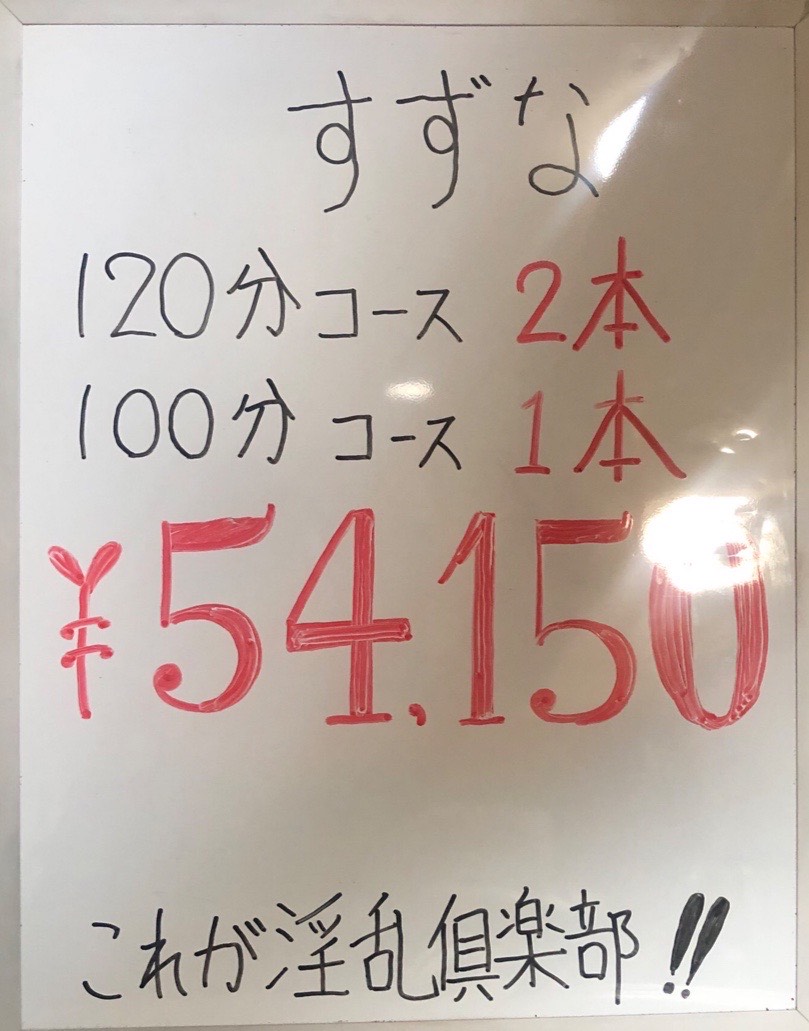 すずな
120分コース 2本
100分コース 1本
¥54,150
これが淫乱倶楽部!!